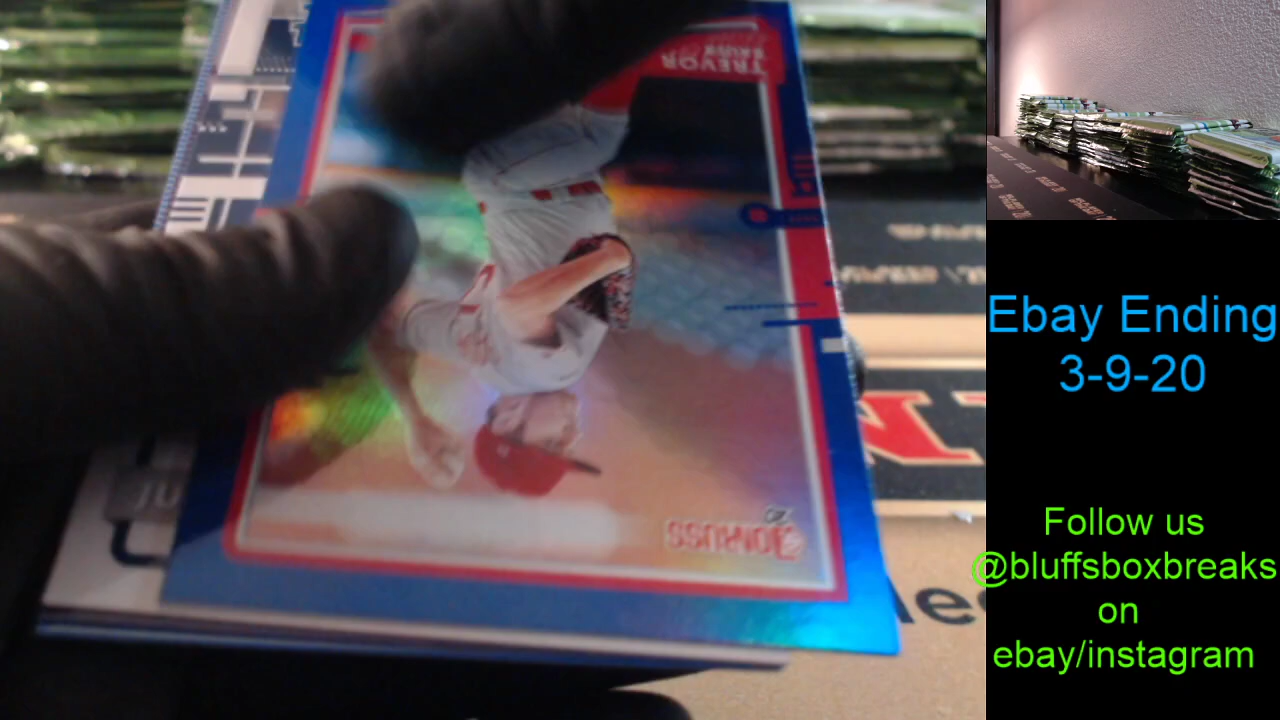 TREVOR
BAUER
DONRUSS
Ebay Ending
3-9-20
Follow us
@bluffsboxbreaks
on
ebay/instagram